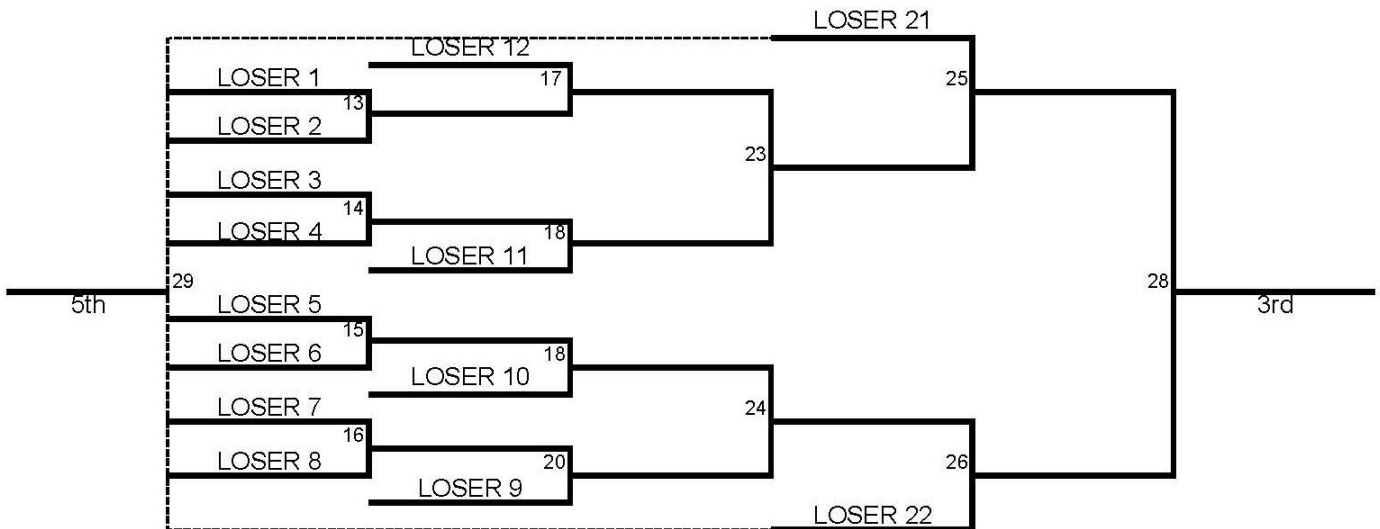 LOSER 21
LOSER 12
LOSER 1
17
25
13
LOSER 2
23
LOSER 3
14
LOSER 4
18
LOSER 11
29
28
5th
3rd
LOSER 5
15
LOSER 6
18
LOSER 10
LOSER 7
24
16
LOSER 8
20
26
LOSER 9
LOSER 22